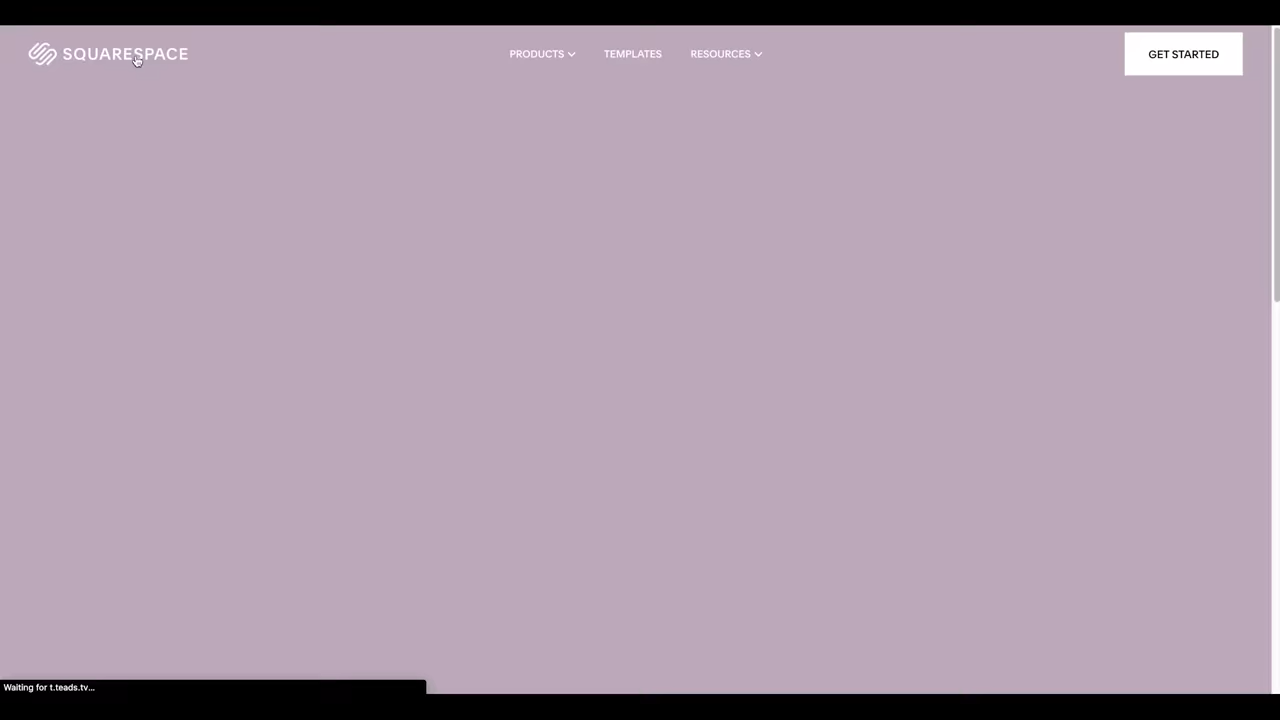 SQUARESPACE
PRODUCTS
TEMPLATES
RESOURCES
GET STARTED
Waiting for t.teads.tv...